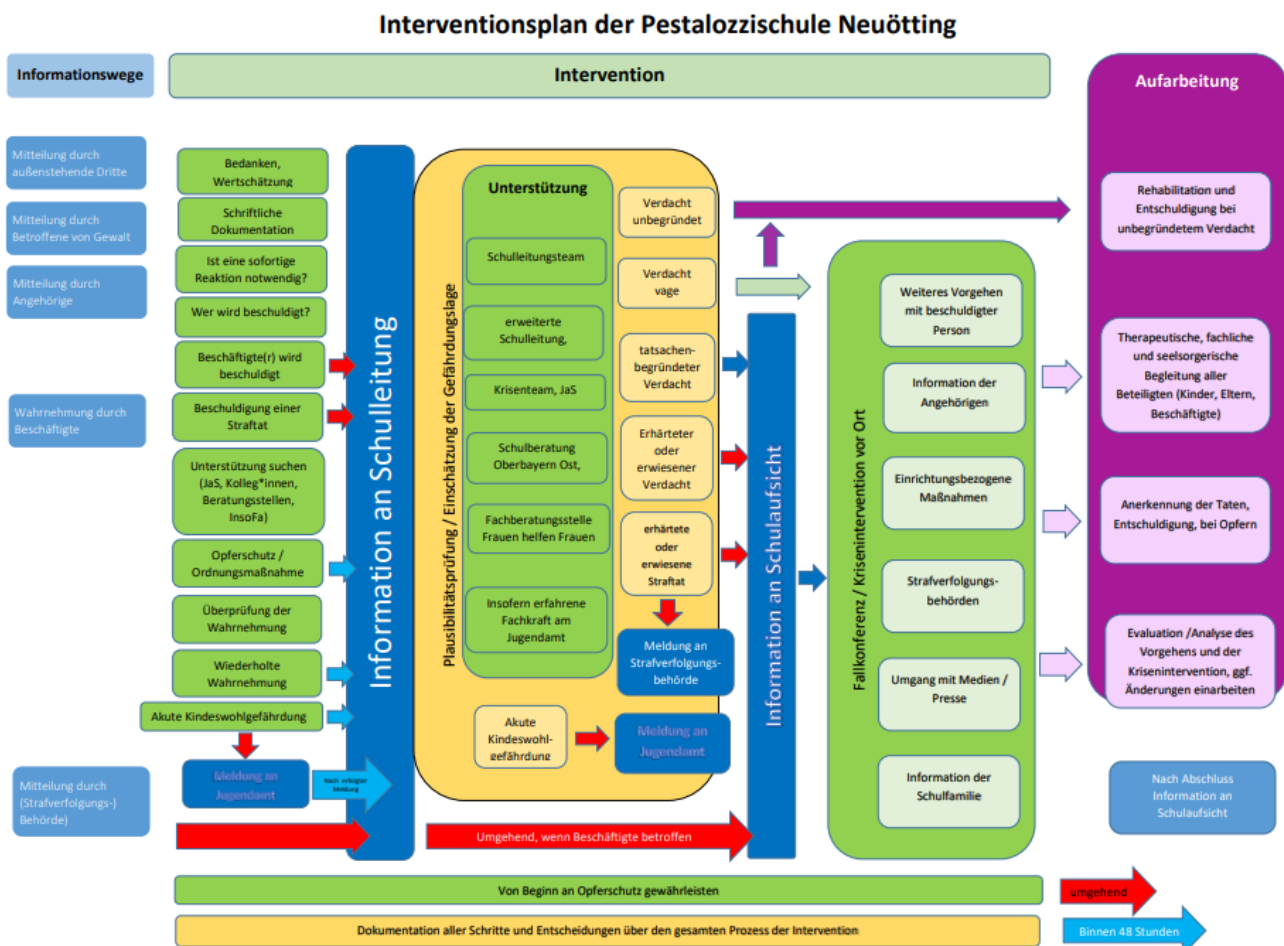 Interventionsplan der Pestalozzischule Neuötting
Informationswege
Intervention
Aufarbeitung
Mitteilung durch
außenstehende Dritte
Mitteilung durch
Betroffene von Gewalt
Mitteilung durch
Angehörige
Wahrnehmung durch
Beschäftigte
Mitteilung durch
(Strafverfolgungs-)
Behörde)
Bedanken,
Wertschätzung
Schriftliche
Dokumentation
Ist eine sofortige
Reaktion notwendig?
Wer wird beschuldigt?
Beschäftigte(r) wird
beschuldigt
Beschuldigung einer
Straftat
Unterstützung suchen
(JaS, Kolleg*innen,
Beratungsstellen,
InsoFa)
Opferschutz /
Ordnungsmaßnahme
Überprüfung der
Wahrnehmung
Wiederholte
Wahrnehmung
Akute Kindeswohlgefährdung
Meldung an
Jugendamt
Nach erfolgter
Meldung
Information an Schulleitung
Plausibilitätsprüfung / Einschätzung der Gefährdungslage
Unterstützung
Schulleitungsteam
erweiterte
Schulleitung,
Krisenteam, JaS
Schulberatung
Oberbayern Ost,
Fachberatungsstelle
Frauen helfen Frauen
Insofern erfahrene
Fachkraft am
Jugendamt
Verdacht
unbegründet
Verdacht
vage
tatsachen-
begründeter
Verdacht
Erhärteter
oder
erwiesener
Verdacht
erhärtete
oder
erwiesene
Straftat
Meldung an
Strafverfolgungs-
behörde
Akute
Kindeswohl-
gefährdung
Meldung an
Jugendamt
Umgehend, wenn Beschäftigte betroffen
Information an Schulaufsicht
Fallkonferenz / Krisenintervention vor Ort
Weiteres Vorgehen
mit beschuldigter
Person
Information der
Angehörigen
Einrichtungsbezogene
Maßnahmen
Strafverfolgungs-
behörden
Umgang mit Medien /
Presse
Information der
Schulfamilie
Rehabilitation und
Entschuldigung bei
unbegründetem Verdacht
Therapeutische, fachliche
und seelsorgerische
Begleitung aller
Beteiligten (Kinder, Eltern,
Beschäftigte)
Anerkennung der Taten,
Entschuldigung, bei Opfern
Evaluation /Analyse des
Vorgehens und der
Krisenintervention, ggf.
Änderungen einarbeiten
Nach Abschluss
Information an
Schulaufsicht
Von Beginn an Opferschutz gewährleisten
umgehend
Dokumentation aller Schritte und Entscheidungen über den gesamten Prozess der Intervention
Binnen 48 Stunden